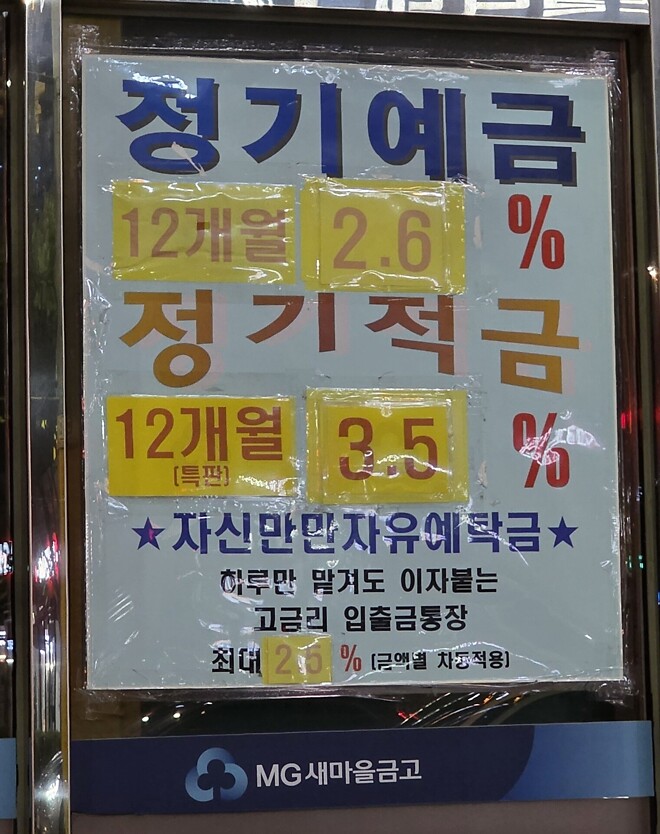 정기예금
12개월 2.6 %
정기적금
12개월 3.5 %
(특판)
★자신만만자유예탁금★
하루만 맡겨도 이자붙는
고금리 입출금통장
최대 2.5 % (금액별 차등적용)
MG새마을금고